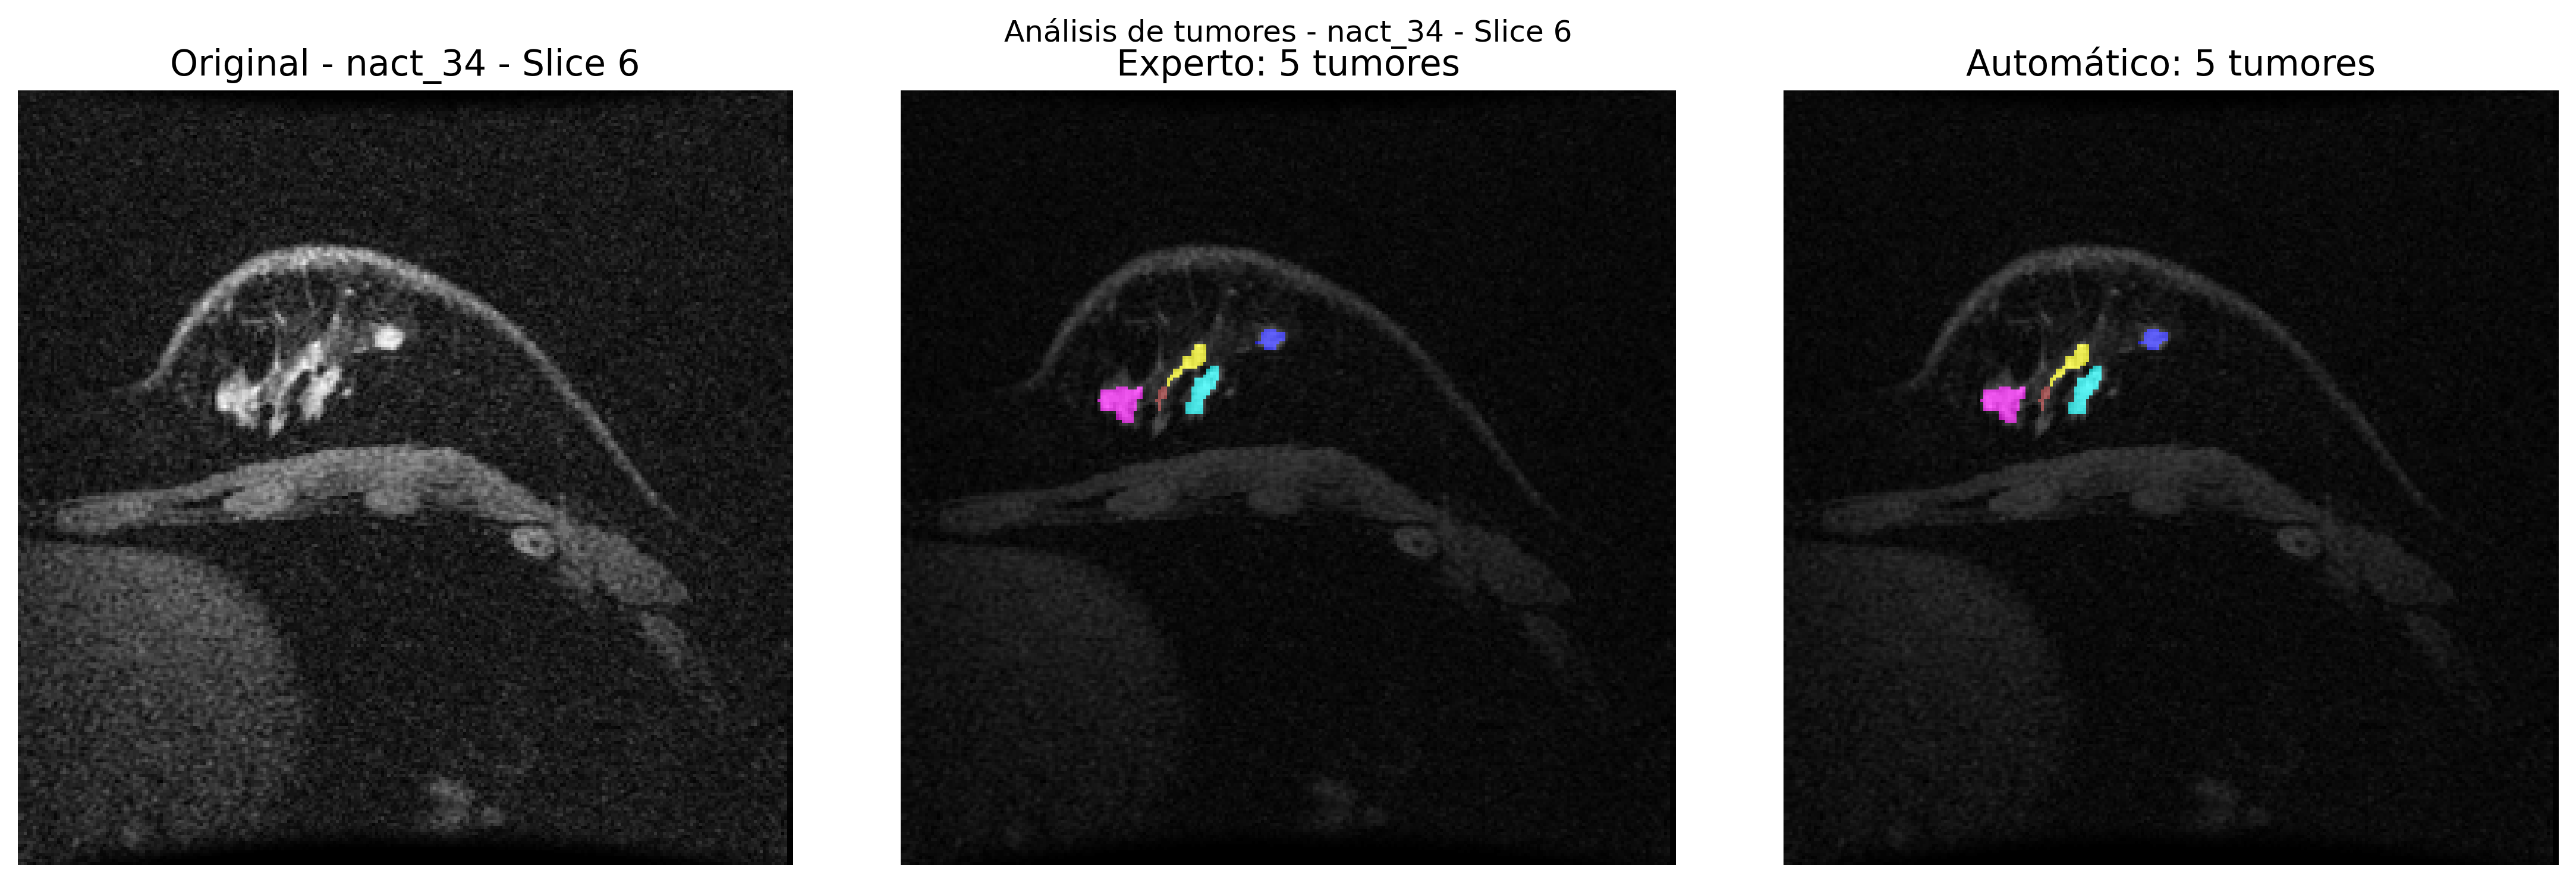 Análisis de tumores - nact_34 - Slice 6
Original - nact_34 - Slice 6
Experto: 5 tumores
Automático: 5 tumores